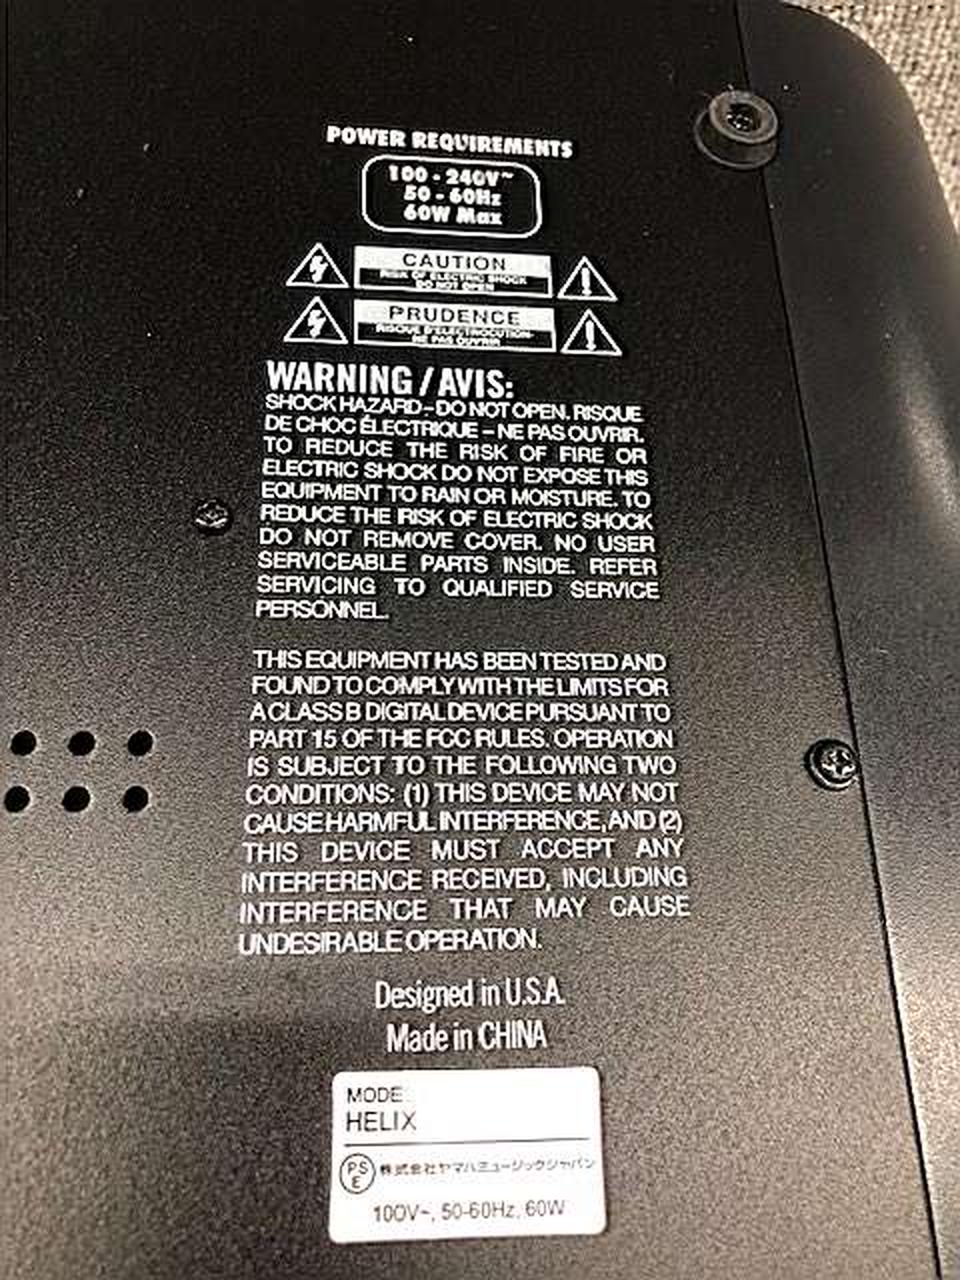 POWER REQUIREMENTS
100 - 240V~
50 - 60Hz
60W Max
CAUTION
RISK OF ELECTRIC SHOCK
DO NOT OPEN
PRUDENCE
RISQUE D'ELECTROCUTION-
NE PAS OUVRIR
WARNING / AVIS:
SHOCK HAZARD – DO NOT OPEN. RISQUE
DE CHOC ÉLECTRIQUE – NE PAS OUVRIR.
TO REDUCE THE RISK OF FIRE OR
ELECTRIC SHOCK DO NOT EXPOSE THIS
EQUIPMENT TO RAIN OR MOISTURE. TO
REDUCE THE RISK OF ELECTRIC SHOCK
DO NOT REMOVE COVER. NO USER
SERVICEABLE PARTS INSIDE. REFER
SERVICING TO QUALIFIED SERVICE
PERSONNEL.
THIS EQUIPMENT HAS BEEN TESTED AND
FOUND TO COMPLY WITH THE LIMITS FOR
A CLASS B DIGITAL DEVICE PURSUANT TO
PART 15 OF THE FCC RULES. OPERATION
IS SUBJECT TO THE FOLLOWING TWO
CONDITIONS: (1) THIS DEVICE MAY NOT
CAUSE HARMFUL INTERFERENCE, AND (2)
THIS DEVICE MUST ACCEPT ANY
INTERFERENCE RECEIVED, INCLUDING
INTERFERENCE THAT MAY CAUSE
UNDESIRABLE OPERATION.
Designed in U.S.A.
Made in CHINA
MODEL
HELIX
PSE 株式会社ヤマハミュージックジャパン
100V~, 50-60Hz, 60W